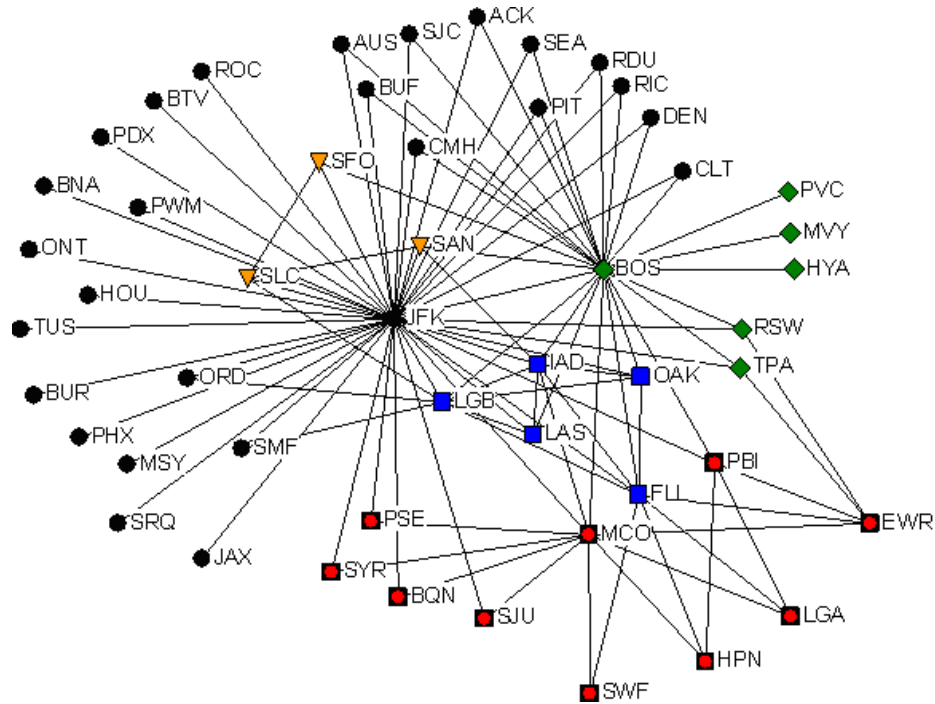 ACK
SJC
AUS
SEA
RDU
ROC
RIC
BUF
BTV
PIT
DEN
PDX
CMH
SFO
CLT
BNA
PVC
PWM
MVY
SAN
ONT
BOS
HYA
SLC
HOU
JFK
TUS
RSW
IAD
TPA
OAK
ORD
BUR
LGB
LAS
PHX
SMF
MSY
PBI
FLL
PSE
SRQ
EWR
MCO
JAX
SYR
BQN
SJU
LGA
HPN
SWF